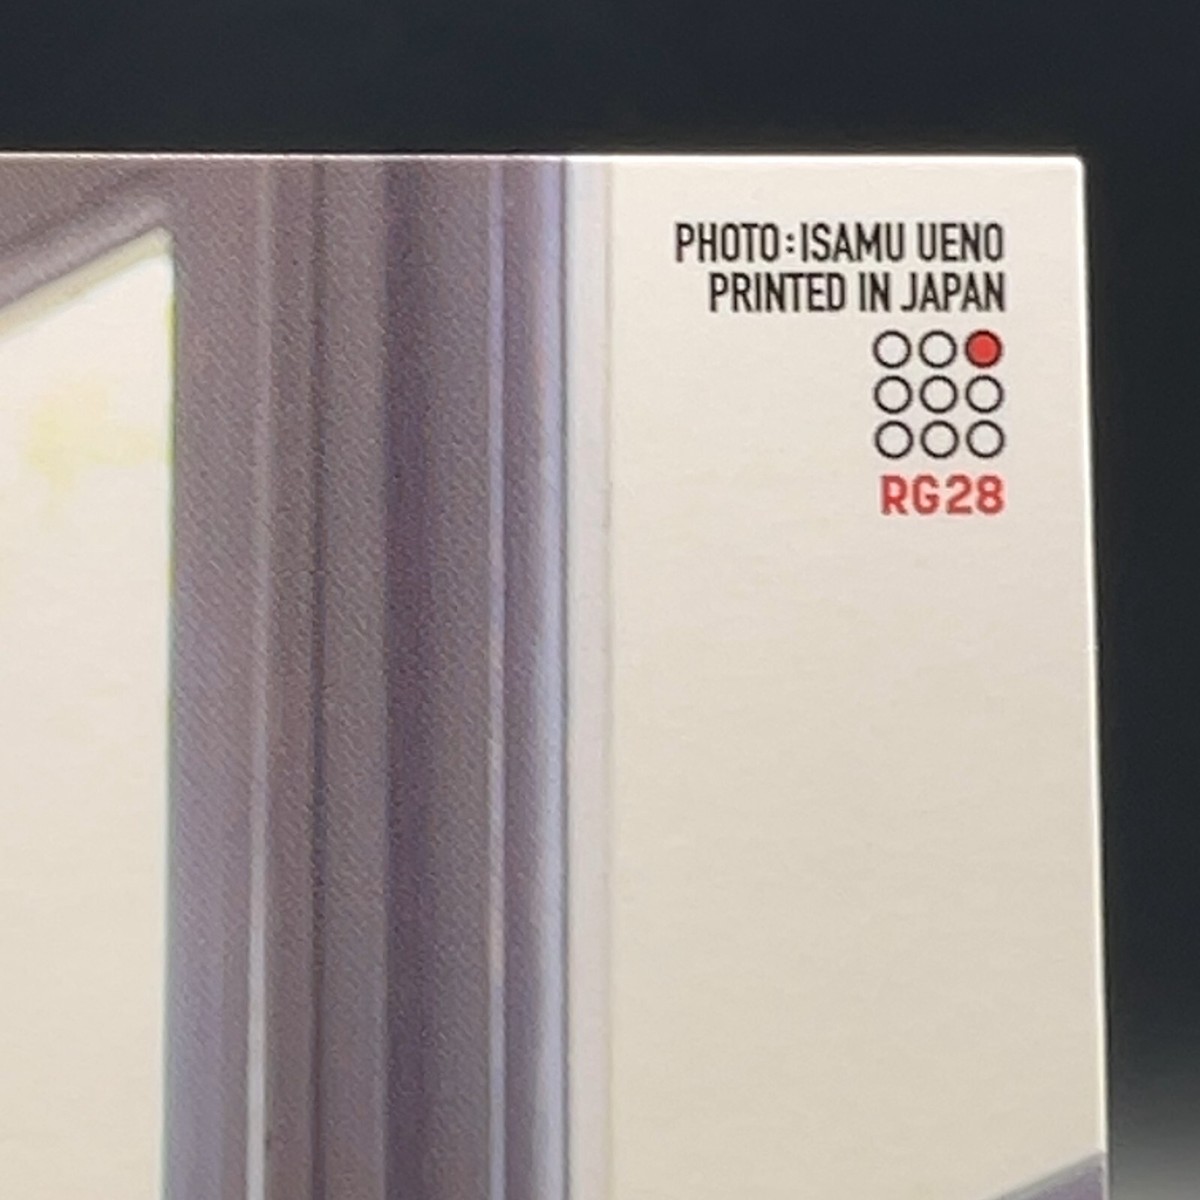 PHOTO:ISAMU UENO
PRINTED IN JAPAN
RG28